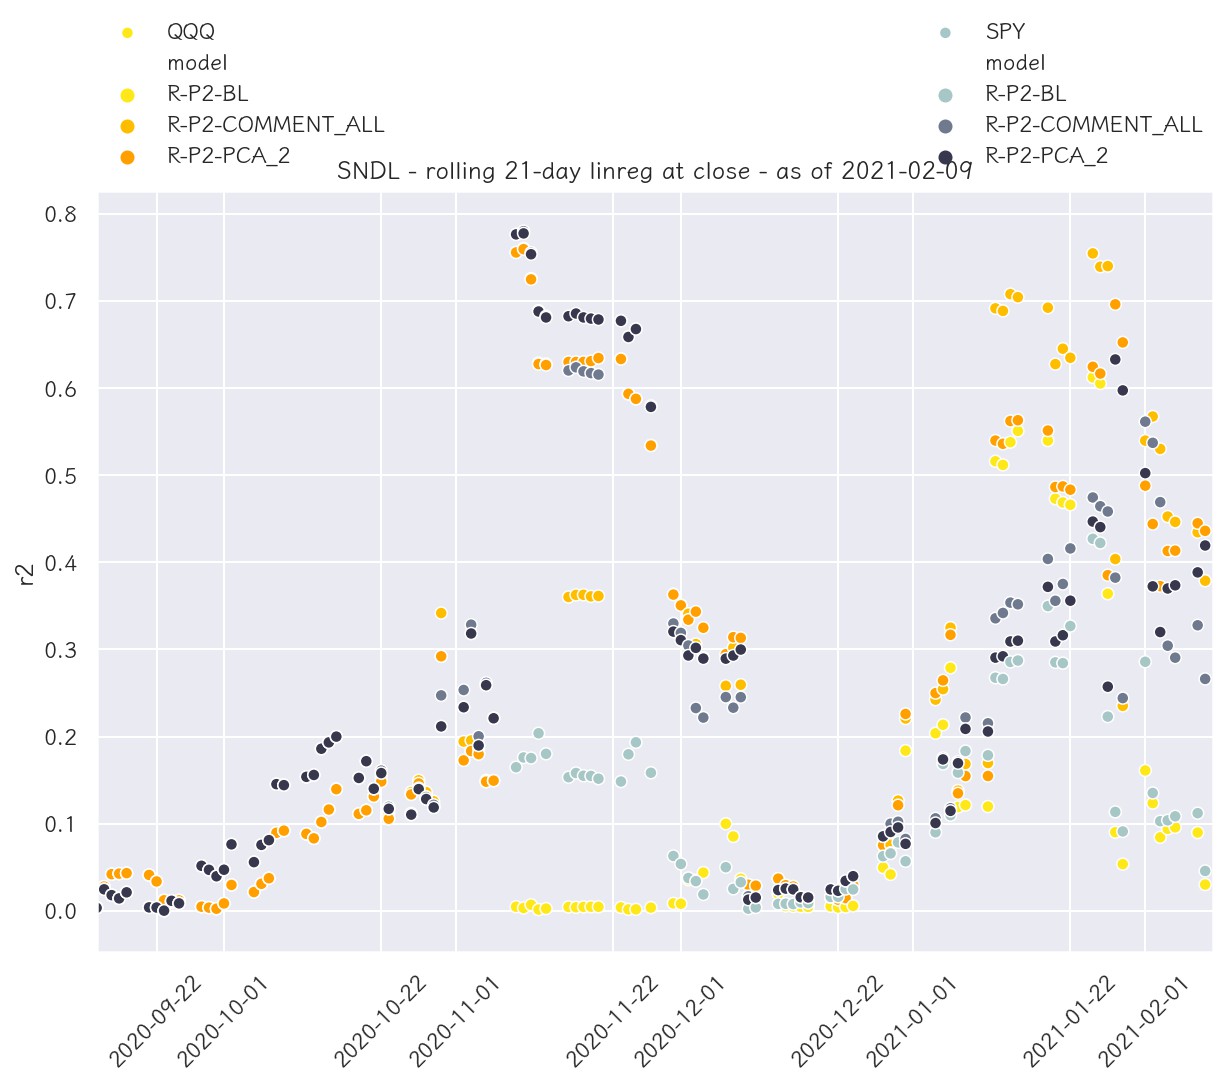 QQQ
model
R-P2-BL
R-P2-COMMENT_ALL
R-P2-PCA_2
SPY
model
R-P2-BL
R-P2-COMMENT_ALL
R-P2-PCA_2
SNDL - rolling 21-day linreg at close - as of 2021-02-09
0.8
0.7
0.6
0.5
0.4
0.3
0.2
0.1
0.0
r2
2020-09-22
2020-10-01
2020-10-22
2020-11-01
2020-11-22
2020-12-01
2020-12-22
2021-01-01
2021-01-22
2021-02-01